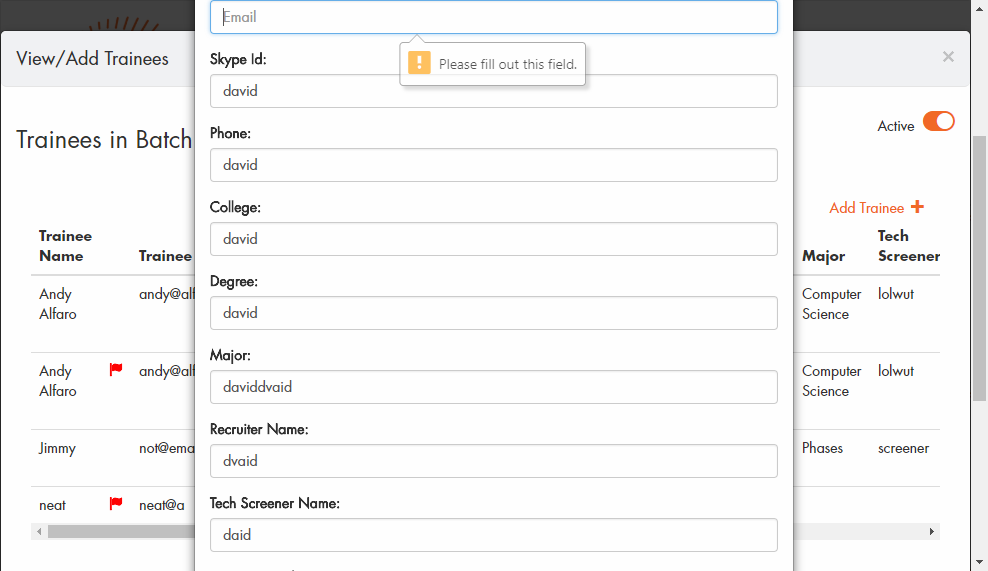 Email
View/Add Trainees
Please fill out this field.
×
Skype Id:
david
Active
Trainees in Batch
Phone:
david
College:
Add Trainee +
david
Trainee Name
Trainee
Major
Tech Screener
Degree:
Andy Alfaro
andy@alf
david
Computer Science
lolwut
Major:
Andy Alfaro
andy@alf
daviddvaid
Computer Science
lolwut
Recruiter Name:
Jimmy
not@ema
dvaid
Phases
screener
Tech Screener Name:
neat
neat@a
daid